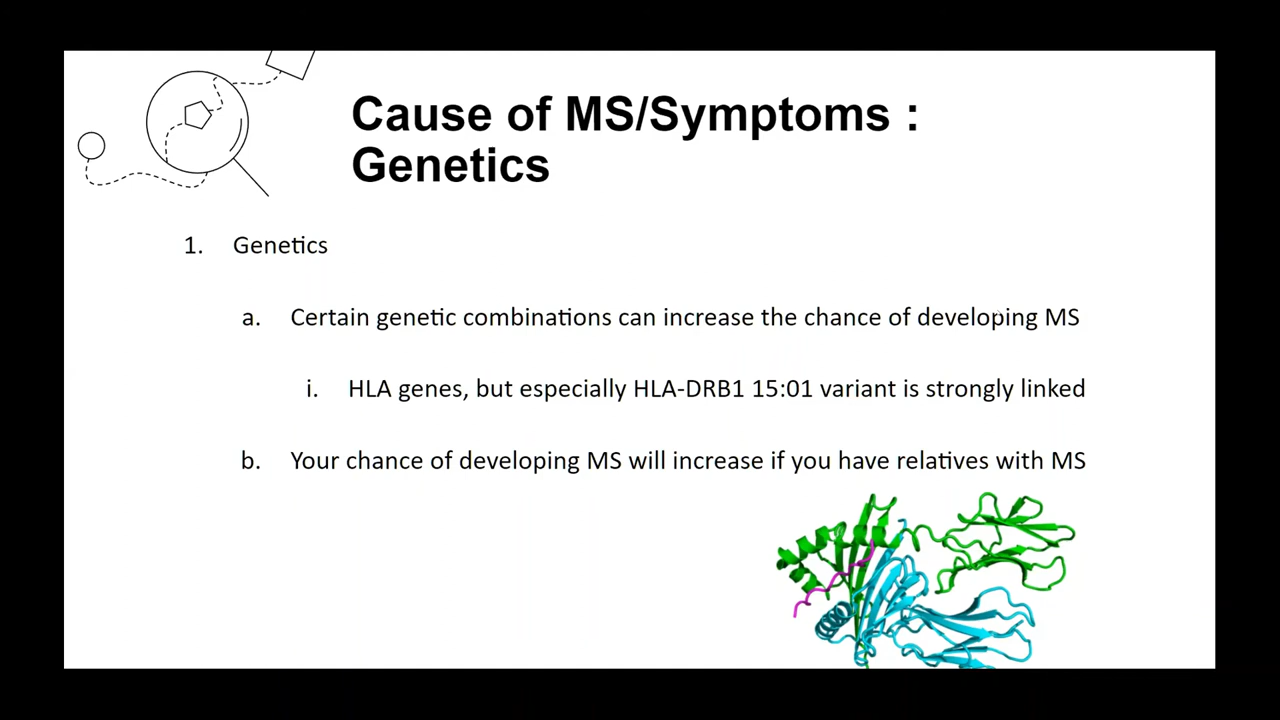 Cause of MS/Symptoms :
Genetics
1. Genetics
a. Certain genetic combinations can increase the chance of developing MS
i. HLA genes, but especially HLA-DRB1 15:01 variant is strongly linked
b. Your chance of developing MS will increase if you have relatives with MS